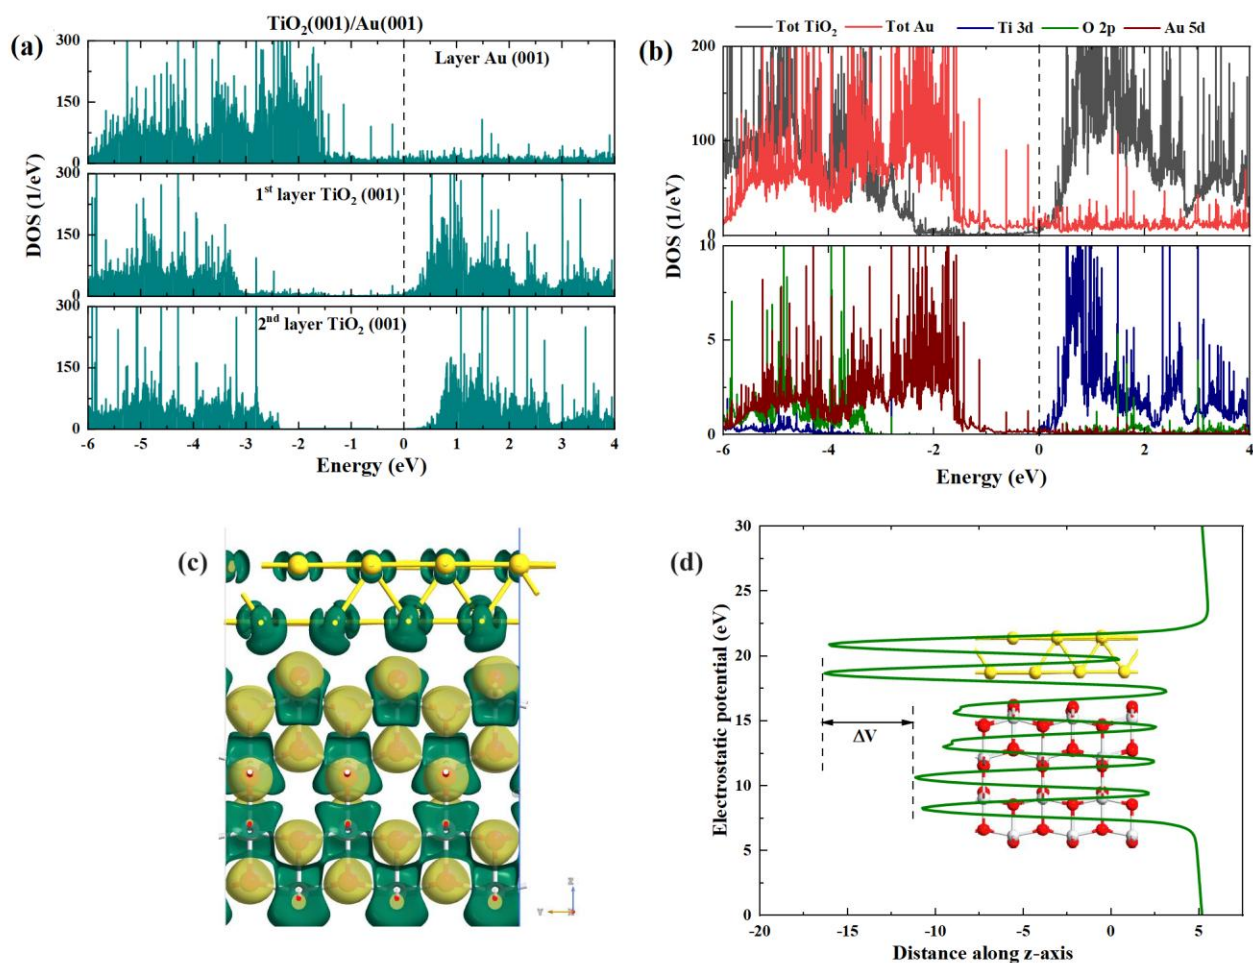 TiO2(001)/Au(001)
(a)
300
Layer Au (001)
150
300
1st layer TiO2 (001)
150
300
2nd layer TiO2 (001)
150
0
DOS (1/eV)
-6 -5 -4 -3 -2 -1 0 1 2 3 4
Energy (eV)
Tot TiO2 Tot Au Ti 3d O 2p Au 5d
(b)
200
100
0
10
5
0
DOS (1/eV)
-6 -4 -2 0 2 4
Energy (eV)
(c)
Z
Y
(d)
30
25
20
15
10
5
0
Electrostatic potential (eV)
ΔV
-20 -15 -10 -5 0 5
Distance along z-axis